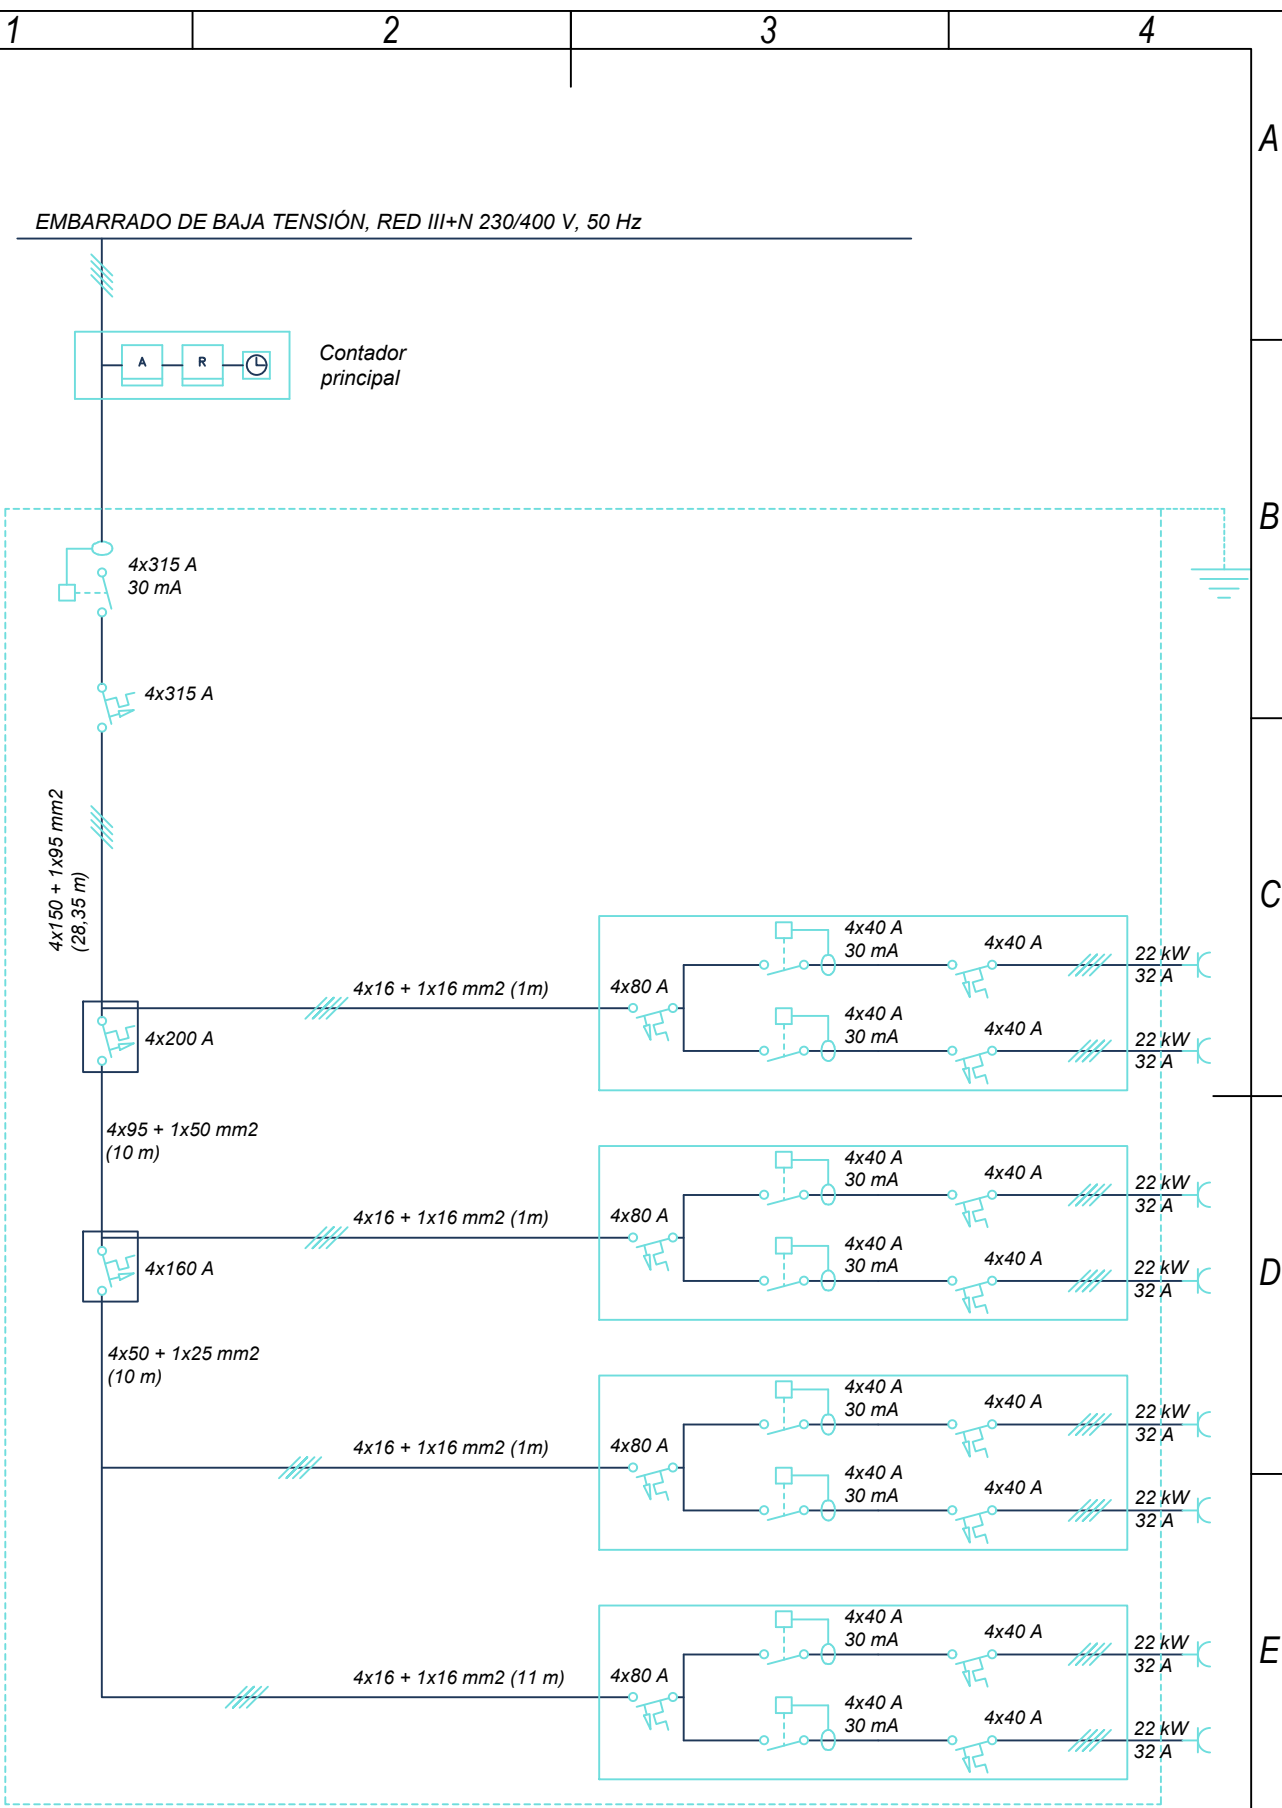 1
2
3
4
A
EMBARRADO DE BAJA TENSIÓN, RED III+N 230/400 V, 50 Hz
A
R
Contador
principal
B
4x315 A
30 mA
4x315 A
4x150 + 1x95 mm2
(28,35 m)
C
4x16 + 1x16 mm2 (1m)
4x80 A
4x40 A
30 mA
4x40 A
22 kW
32 A
4x40 A
30 mA
4x40 A
22 kW
32 A
4x200 A
4x95 + 1x50 mm2
(10 m)
4x16 + 1x16 mm2 (1m)
4x80 A
4x40 A
30 mA
4x40 A
22 kW
32 A
4x40 A
30 mA
4x40 A
22 kW
32 A
D
4x160 A
4x50 + 1x25 mm2
(10 m)
4x16 + 1x16 mm2 (1m)
4x80 A
4x40 A
30 mA
4x40 A
22 kW
32 A
4x40 A
30 mA
4x40 A
22 kW
32 A
4x16 + 1x16 mm2 (11 m)
4x80 A
4x40 A
30 mA
4x40 A
22 kW
32 A
4x40 A
30 mA
4x40 A
22 kW
32 A
E